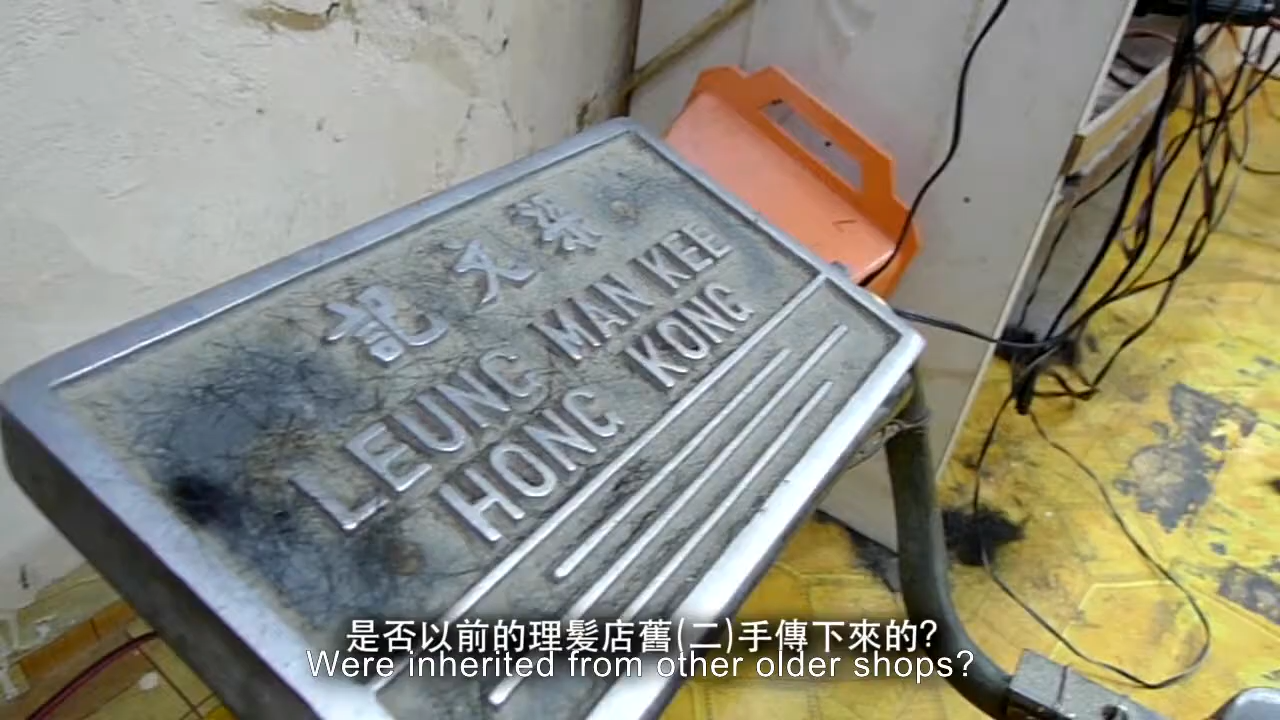 梁文記
LEUNG MAN KEE
HONG KONG
是否以前的理髮店舊(二)手傳下來的?
Were inherited from other older shops?